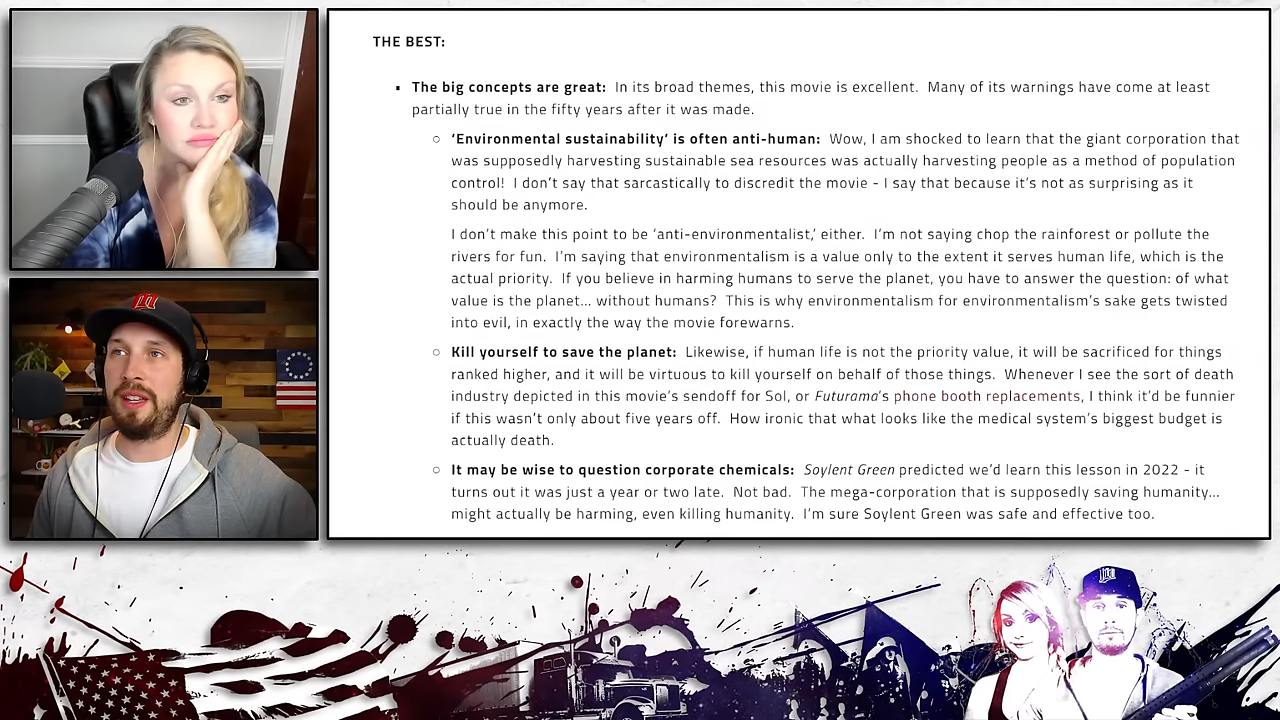 THE BEST:
▪ The big concepts are great: In its broad themes, this movie is excellent. Many of its warnings have come at least
partially true in the fifty years after it was made.
○ ‘Environmental sustainability’ is often anti-human: Wow, I am shocked to learn that the giant corporation that
was supposedly harvesting sustainable sea resources was actually harvesting people as a method of population
control! I don’t say that sarcastically to discredit the movie - I say that because it’s not as surprising as it
should be anymore.
I don’t make this point to be ‘anti-environmentalist,’ either. I’m not saying chop the rainforest or pollute the
rivers for fun. I’m saying that environmentalism is a value only to the extent it serves human life, which is the
actual priority. If you believe in harming humans to serve the planet, you have to answer the question: of what
value is the planet... without humans? This is why environmentalism for environmentalism’s sake gets twisted
into evil, in exactly the way the movie forewarns.
○ Kill yourself to save the planet: Likewise, if human life is not the priority value, it will be sacrificed for things
ranked higher, and it will be virtuous to kill yourself on behalf of those things. Whenever I see the sort of death
industry depicted in this movie’s sendoff for Sol, or Futurama’s phone booth replacements, I think it’d be funnier
if this wasn’t only about five years off. How ironic that what looks like the medical system’s biggest budget is
actually death.
○ It may be wise to question corporate chemicals: Soylent Green predicted we’d learn this lesson in 2022 - it
turns out it was just a year or two late. Not bad. The mega-corporation that is supposedly saving humanity...
might actually be harming, even killing humanity. I’m sure Soylent Green was safe and effective too.